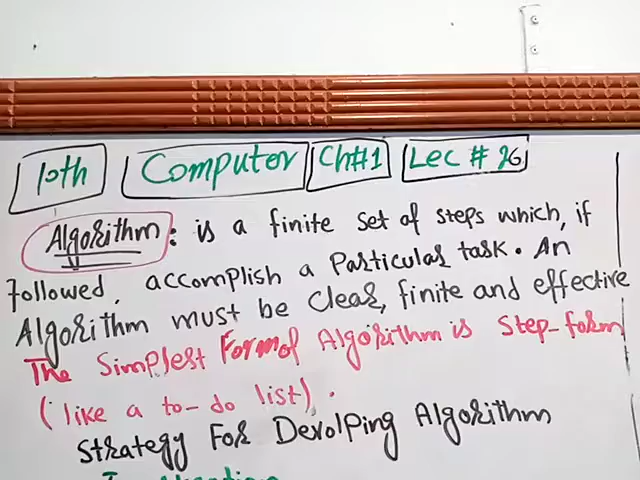 10th Computer Ch#1 Lec # 26
Algorithm: is a finite set of steps which, if
followed, accomplish a Particular task. An
Algorithm must be clear, finite and effective
The Simplest Form of Algorithm is Step-form
(like a to-do list).
Strategy For Devolping Algorithm